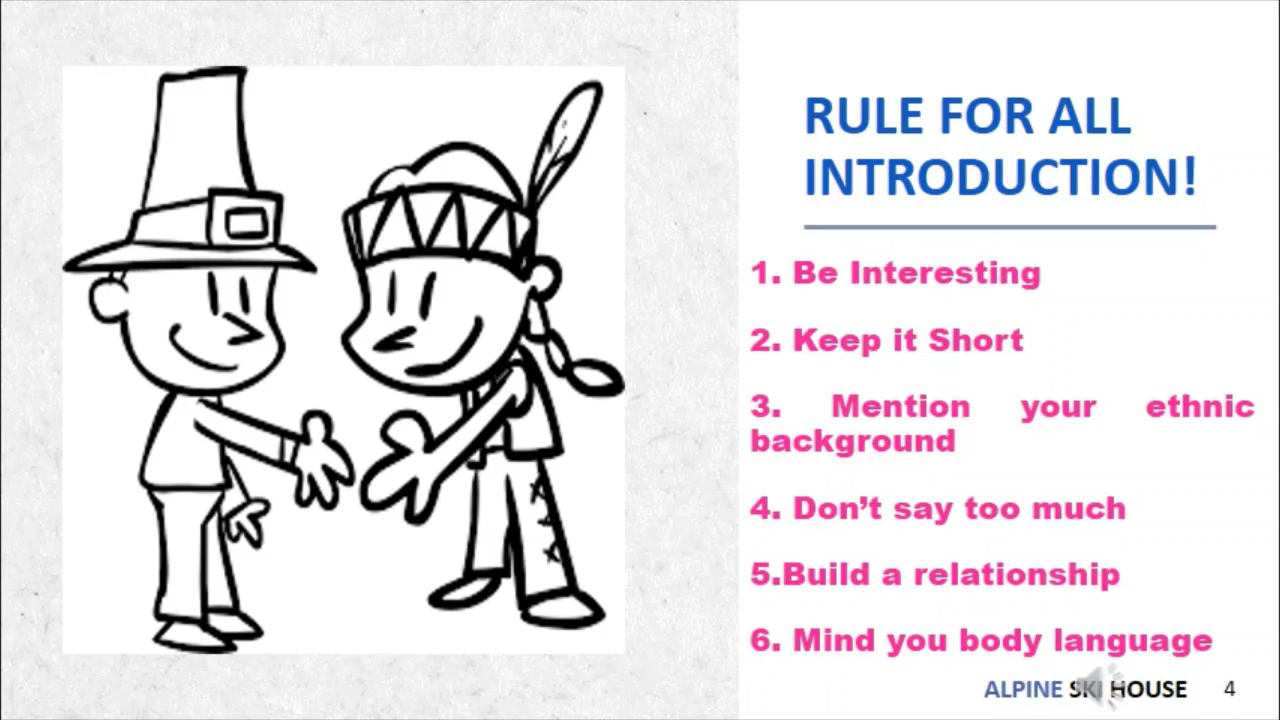 RULE FOR ALL
INTRODUCTION!
1. Be Interesting
2. Keep it Short
3. Mention your ethnic
background
4. Don’t say too much
5.Build a relationship
6. Mind you body language
ALPINE SKI HOUSE 4